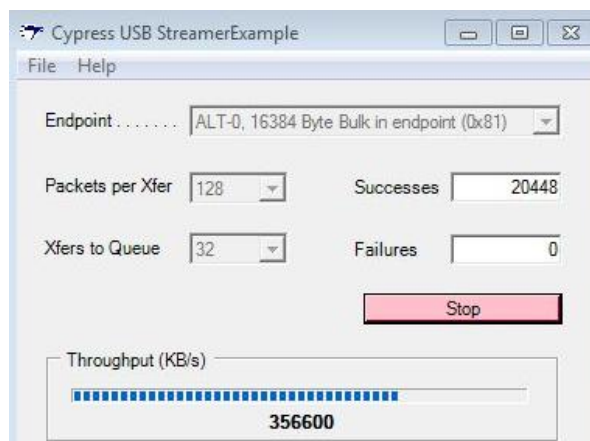 Cypress USB StreamerExample
File Help
Endpoint . . . . . . . ALT-0, 16384 Byte Bulk in endpoint (0x81)
Packets per Xfer 128 Successes 20448
Xfers to Queue 32 Failures 0
Stop
Throughput (KB/s)
356600